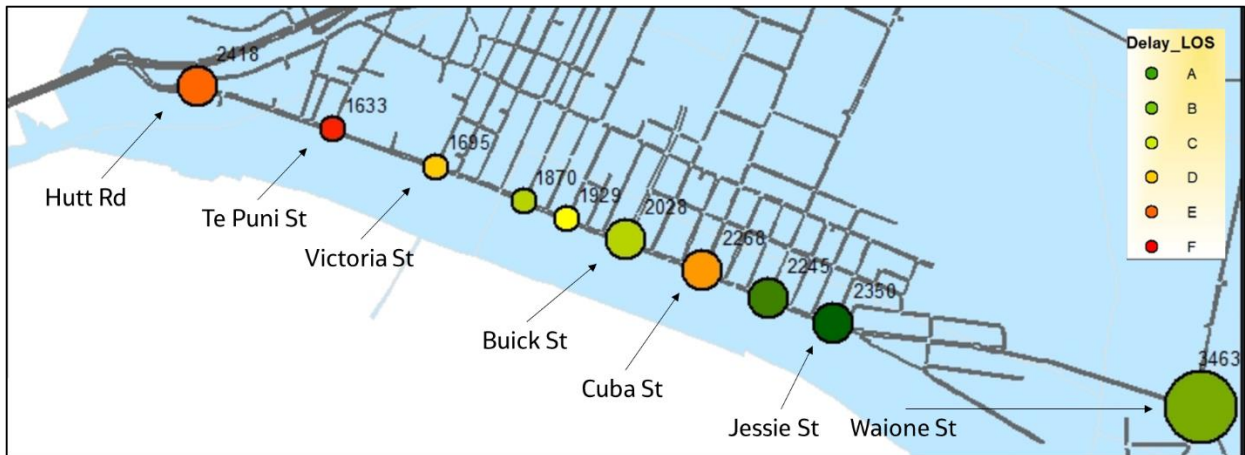 2418
1633
1695
1870
1929
2028
2268
2245
2350
3463
Hutt Rd
Te Puni St
Victoria St
Buick St
Cuba St
Jessie St
Waione St
Delay_LOS
A
B
C
D
E
F